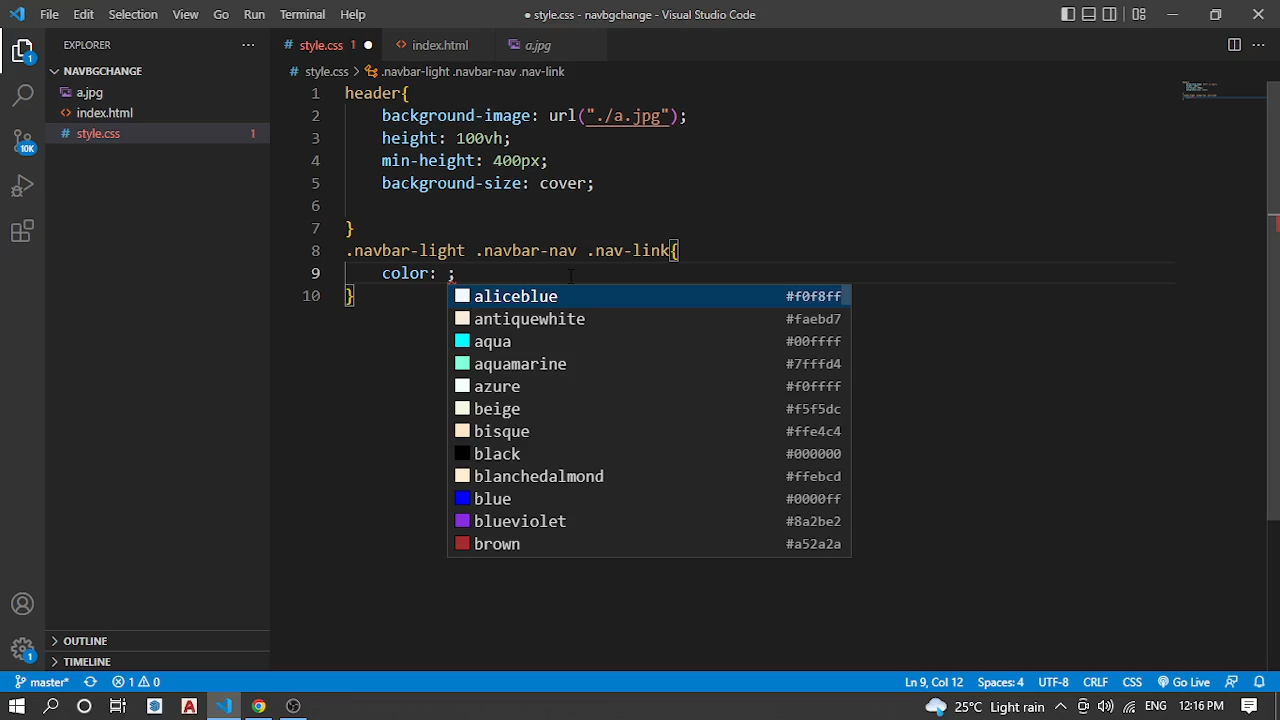 File Edit Selection View Go Run Terminal Help
● style.css - navbgchange - Visual Studio Code
EXPLORER
NAVBGCHANGE
a.jpg
index.html
style.css 1
OUTLINE
TIMELINE
1
10K
1
style.css 1 index.html a.jpg
style.css > .navbar-light .navbar-nav .nav-link
1 header{
2 background-image: url("./a.jpg");
3 height: 100vh;
4 min-height: 400px;
5 background-size: cover;
6
7 }
8 .navbar-light .navbar-nav .nav-link{
9 color: ;
10 }
aliceblue #f0f8ff
antiquewhite #faebd7
aqua #00ffff
aquamarine #7fffd4
azure #f0ffff
beige #f5f5dc
bisque #ffe4c4
black #000000
blanchedalmond #ffebcd
blue #0000ff
blueviolet #8a2be2
brown #a52a2a
master* 1 0 Ln 9, Col 12 Spaces: 4 UTF-8 CRLF CSS Go Live
25°C Light rain ENG 12:16 PM